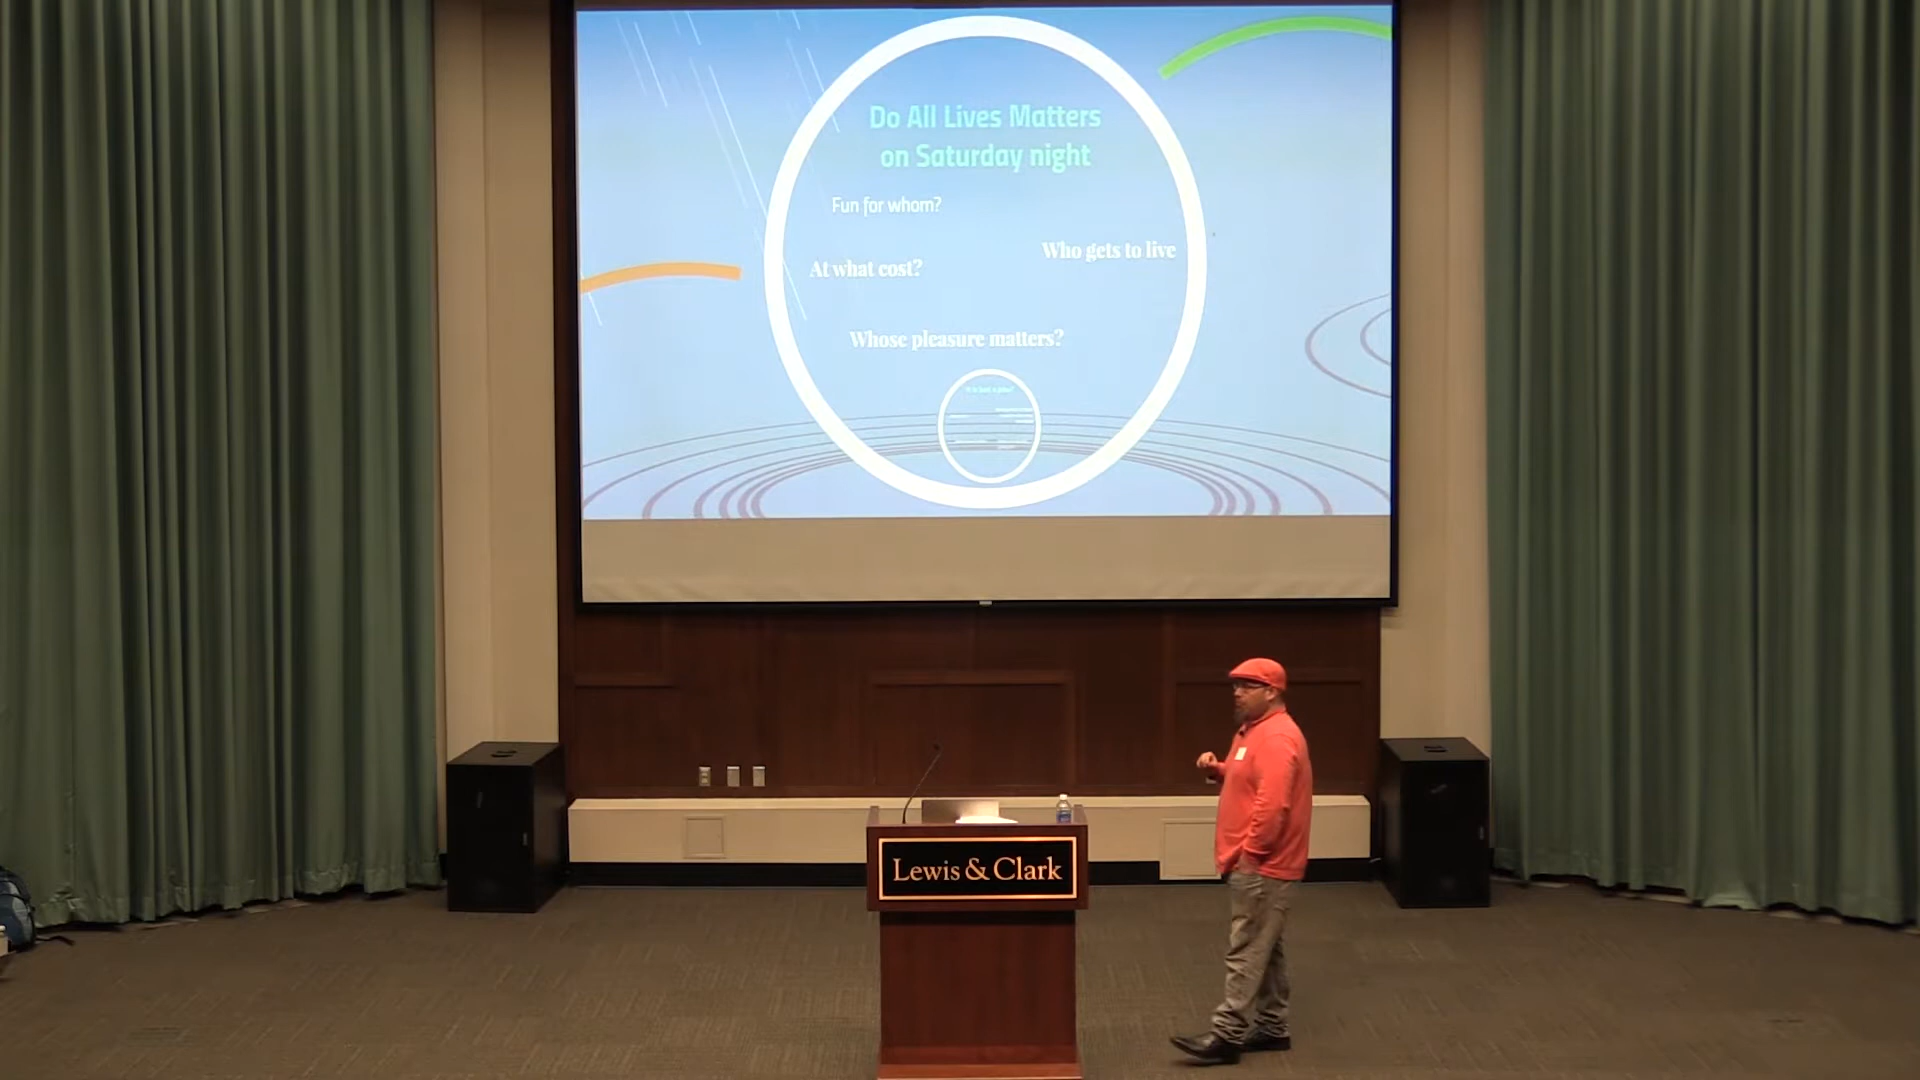 Do All Lives Matters
on Saturday night
Fun for whom?
Who gets to live
At what cost?
Whose pleasure matters?
Lewis & Clark